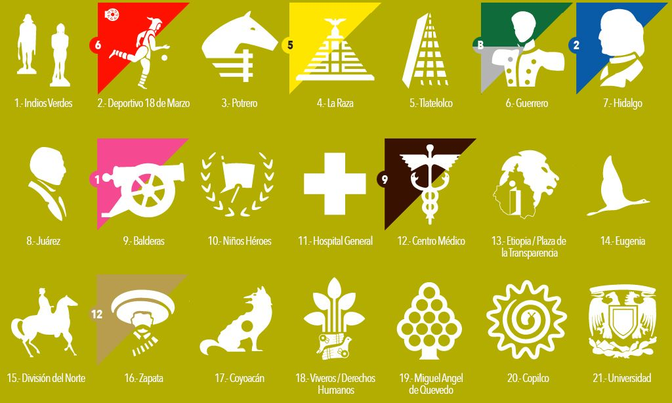 6
5
B
2
1.- Indios Verdes
2.- Deportivo 18 de Marzo
3.- Potrero
4.- La Raza
5.- Tlatelolco
6.- Guerrero
7.- Hidalgo
1
9
i
8.- Juárez
9.- Balderas
10.- Niños Héroes
11.- Hospital General
12.- Centro Médico
13.- Etiopia / Plaza de
la Transparencia
14.- Eugenia
12
15.- División del Norte
16.- Zapata
17.- Coyoacán
18.- Viveros / Derechos
Humanos
19.- Miguel Angel
de Quevedo
20.- Copilco
21.- Universidad